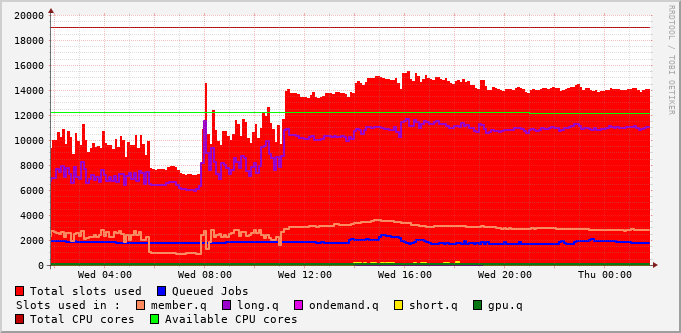 20000
18000
16000
14000
12000
10000
8000
6000
4000
2000
0
Wed 04:00 Wed 08:00 Wed 12:00 Wed 16:00 Wed 20:00 Thu 00:00
RRDTOOL / TOBI OETIKER
Total slots used Queued Jobs
Slots used in : member.q long.q ondemand.q short.q gpu.q
Total CPU cores Available CPU cores